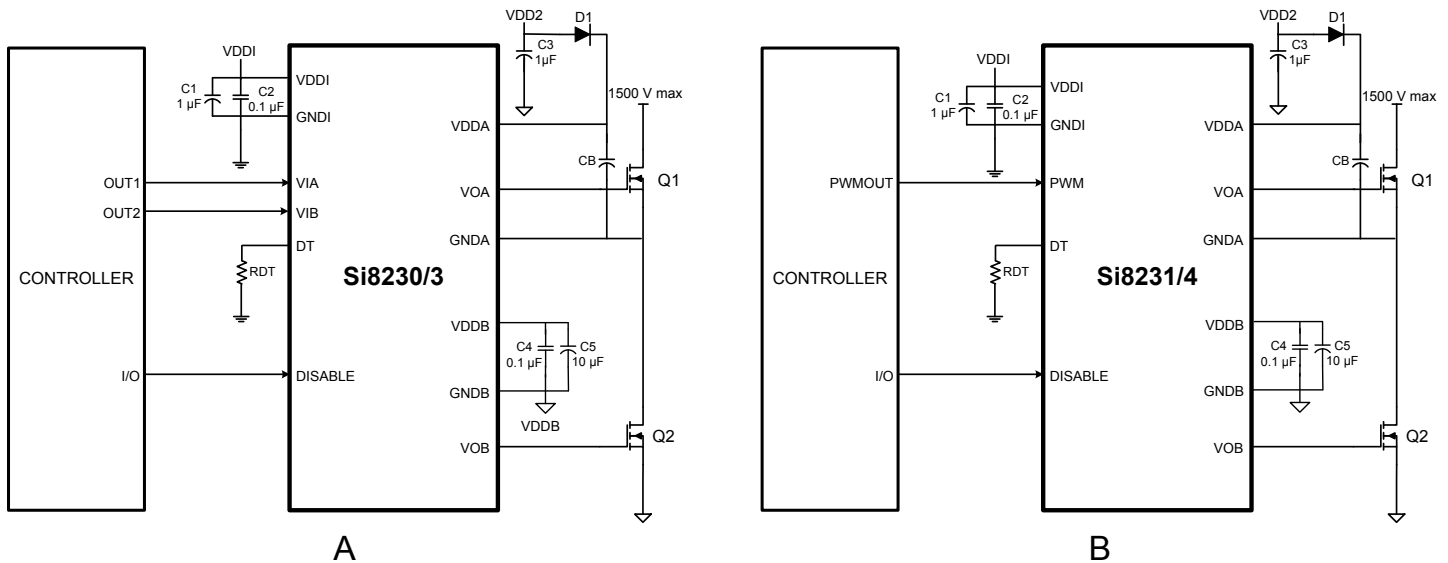 VDD2
D1
C3
1µF
VDDI
C1
1 µF
C2
0.1 µF
VDDI
GNDI
1500 V max
VDDA
CB
OUT1
VIA
VOA
Q1
OUT2
VIB
DT
GNDA
RDT
CONTROLLER
Si8230/3
VDDB
C4
0.1 µF
C5
10 µF
I/O
DISABLE
GNDB
VDDB
VOB
Q2
A
VDD2
D1
C3
1µF
VDDI
C1
1 µF
C2
0.1 µF
VDDI
GNDI
1500 V max
VDDA
CB
PWMOUT
PWM
VOA
Q1
DT
GNDA
RDT
CONTROLLER
Si8231/4
VDDB
C4
0.1 µF
C5
10 µF
I/O
DISABLE
GNDB
VOB
Q2
B